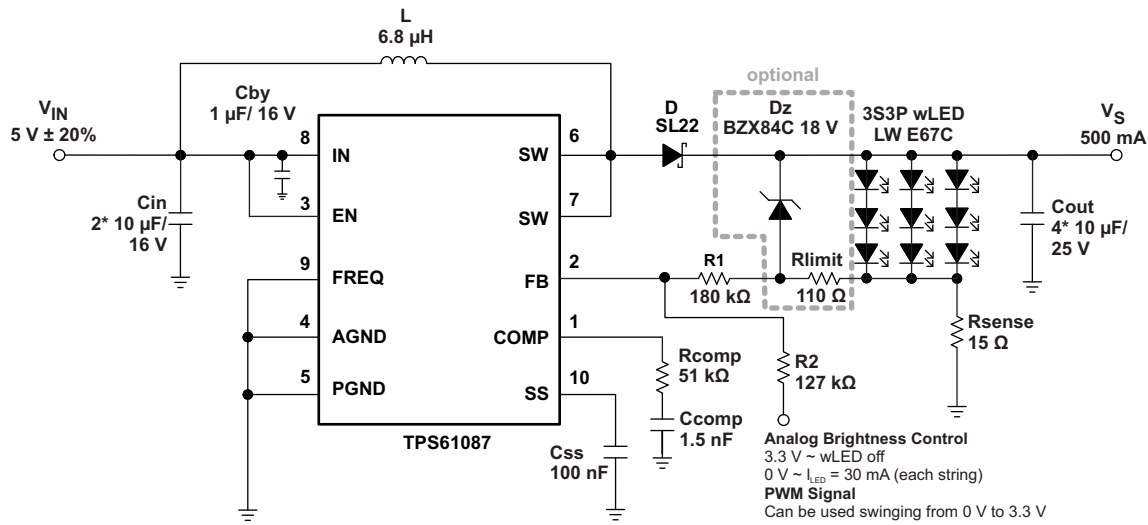 L
6.8 µH
optional
Cby
1 µF/ 16 V
VIN
5 V ± 20%
D
SL22
Dz
BZX84C 18 V
3S3P wLED
LW E67C
VS
500 mA
8
IN
6
SW
3
EN
7
SW
Cin
2* 10 µF/
16 V
Cout
4* 10 µF/
25 V
9
FREQ
2
FB
R1
180 kΩ
Rlimit
110 Ω
4
AGND
1
COMP
Rcomp
51 kΩ
R2
127 kΩ
Rsense
15 Ω
5
PGND
10
SS
Ccomp
1.5 nF
TPS61087
Css
100 nF
Analog Brightness Control
3.3 V ~ wLED off
0 V ~ ILED = 30 mA (each string)
PWM Signal
Can be used swinging from 0 V to 3.3 V